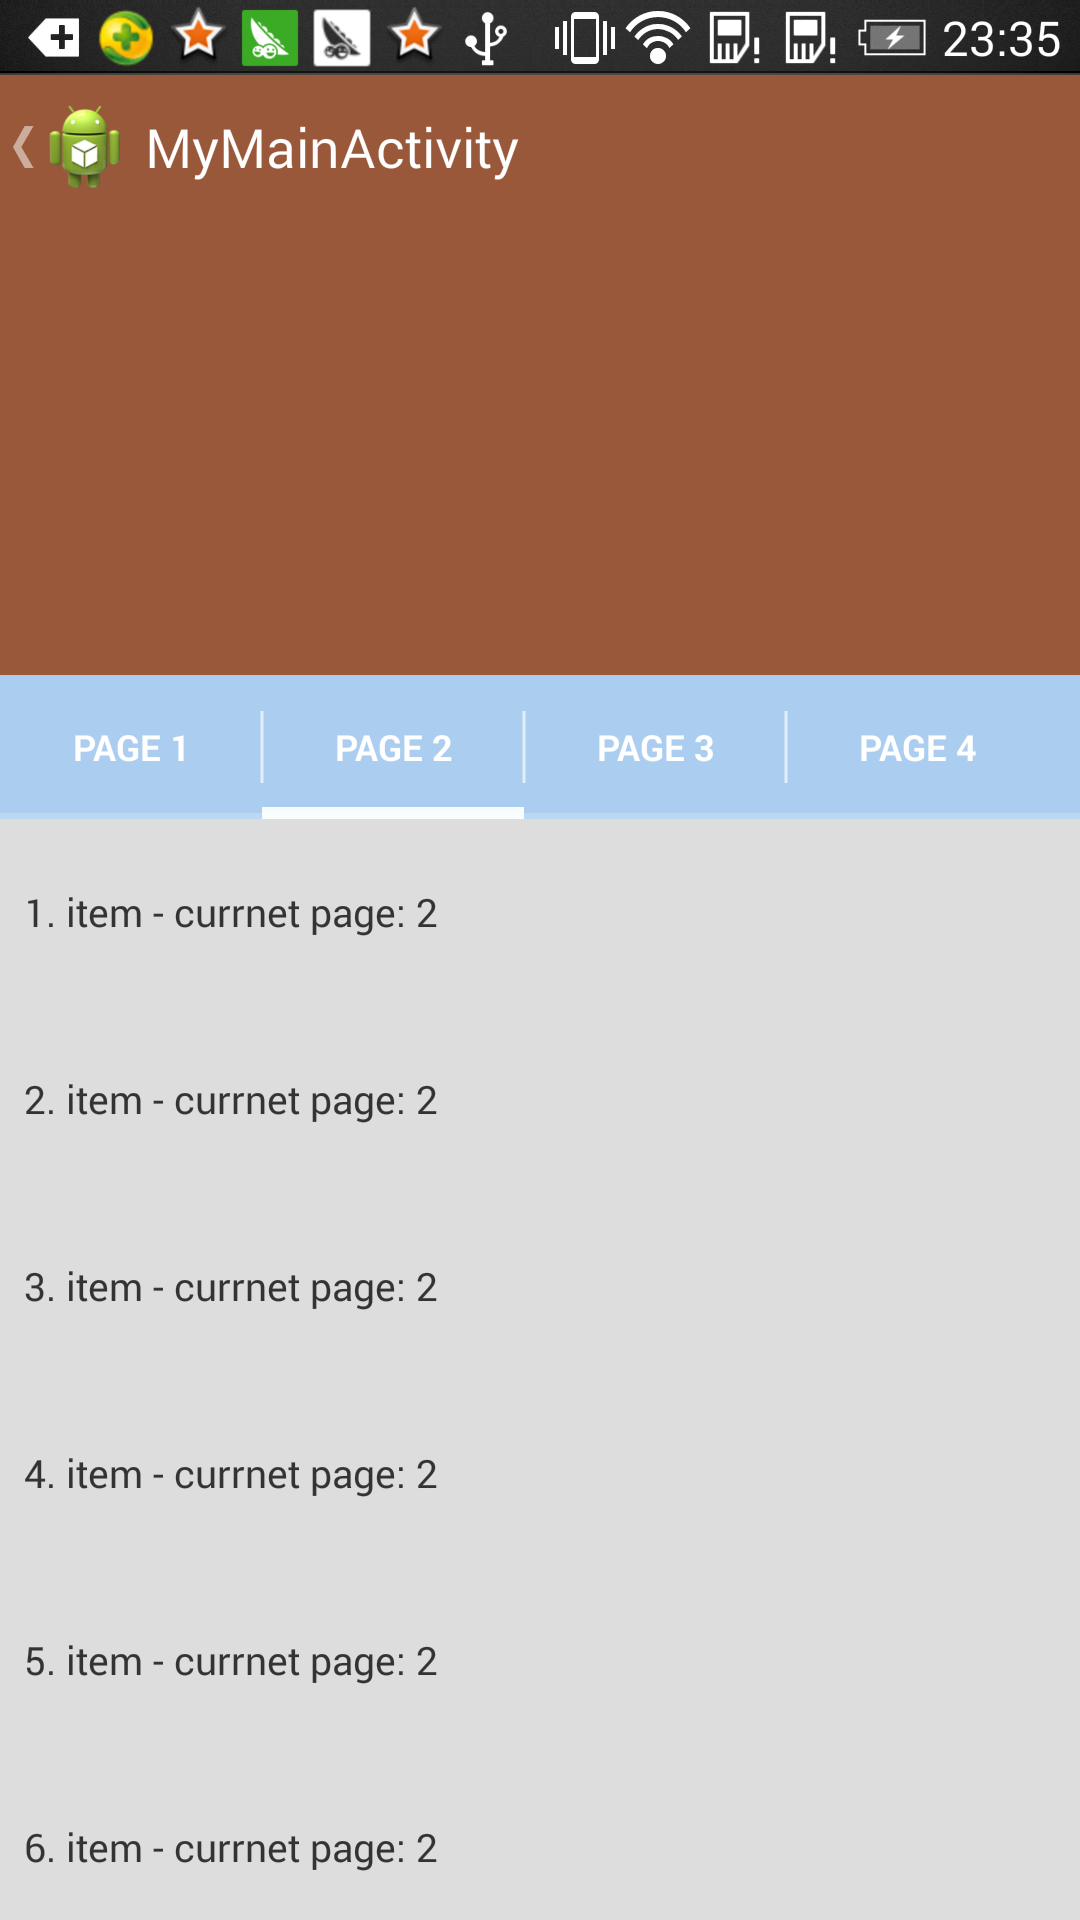 23:35
MyMainActivity
PAGE 1 PAGE 2 PAGE 3 PAGE 4
1. item - currnet page: 2
2. item - currnet page: 2
3. item - currnet page: 2
4. item - currnet page: 2
5. item - currnet page: 2
6. item - currnet page: 2